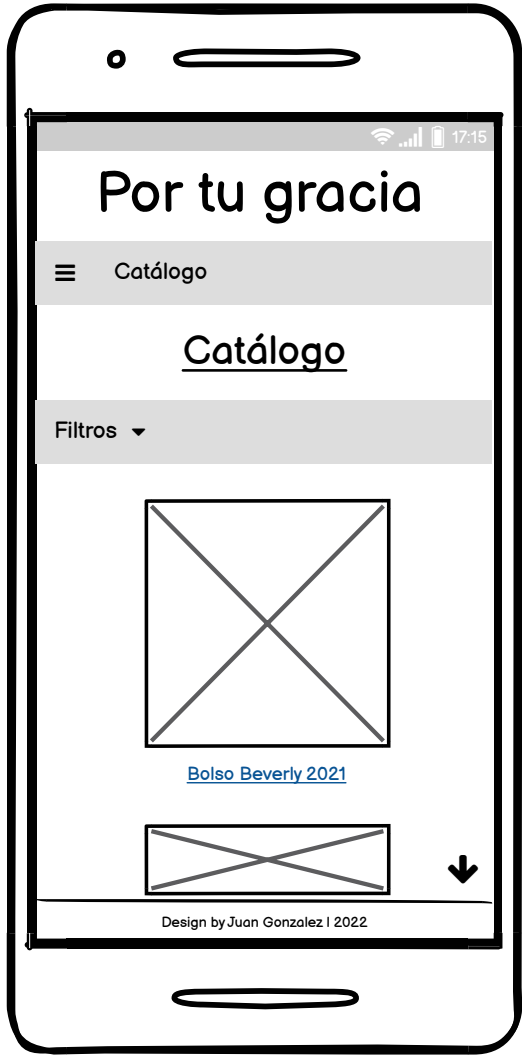 17:15
Por tu gracia
Catálogo
Catálogo
Filtros
Bolso Beverly 2021
Design by Juan Gonzalez | 2022